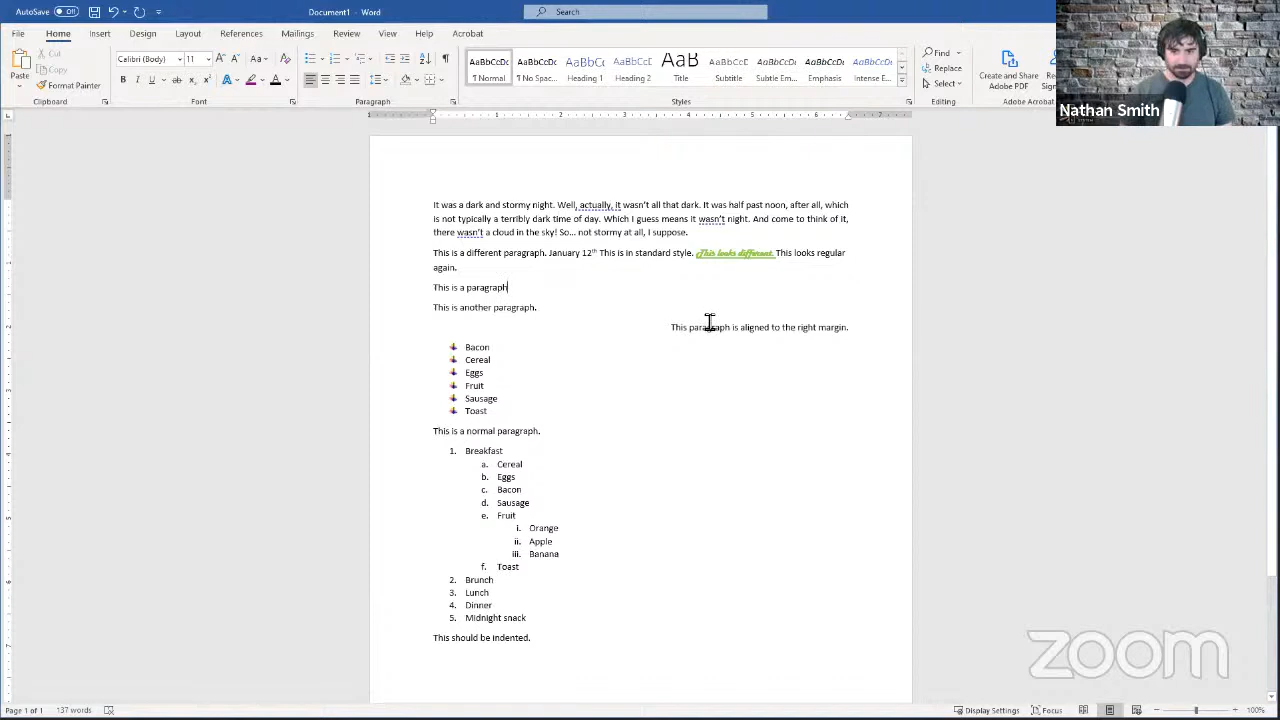 AutoSave Off
Document1 - Word
Search
File Home Insert Design Layout References Mailings Review View Help Acrobat
Paste
Cut
Copy
Format Painter
Clipboard
Calibri (Body) 11
Font
Paragraph
AaBbCcDc AaBbCcDc AaBbC AaBbCcC AaB AaBbCcD AaBbCcDc AaBbCcDc AaBbCcDc
¶ Normal ¶ No Spac... Heading 1 Heading 2 Title Subtitle Subtle Em... Emphasis Intense E...
Styles
Find
Replace
Select
Create and Share
Adobe PDF
Adobe Acrobat
Nathan Smith
It was a dark and stormy night. Well, actually, it wasn't all that dark. It was half past noon, after all, which
is not typically a terribly dark time of day. Which I guess means it wasn't night. And come to think of it,
there wasn't a cloud in the sky! So... not stormy at all, I suppose.
This is a different paragraph. January 12th This is in standard style. This looks different. This looks regular
again.
This is a paragraph
This is another paragraph.
This paragraph is aligned to the right margin.
Bacon
Cereal
Eggs
Fruit
Sausage
Toast
This is a normal paragraph.
1. Breakfast
a. Cereal
b. Eggs
c. Bacon
d. Sausage
e. Fruit
i. Orange
ii. Apple
iii. Banana
f. Toast
2. Brunch
3. Lunch
4. Dinner
5. Midnight snack
This should be indented.
zoom
Page 1 of 1 137 words
Display Settings Focus 100%